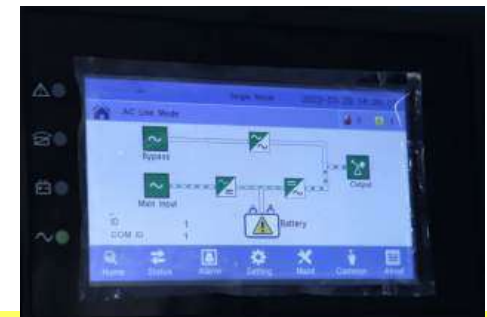 Single Mode
AC Line Mode
Bypass
Output
Main Input
Battery
ID 1
COM ID 1
Home Status Alarm Setting Maint Common About